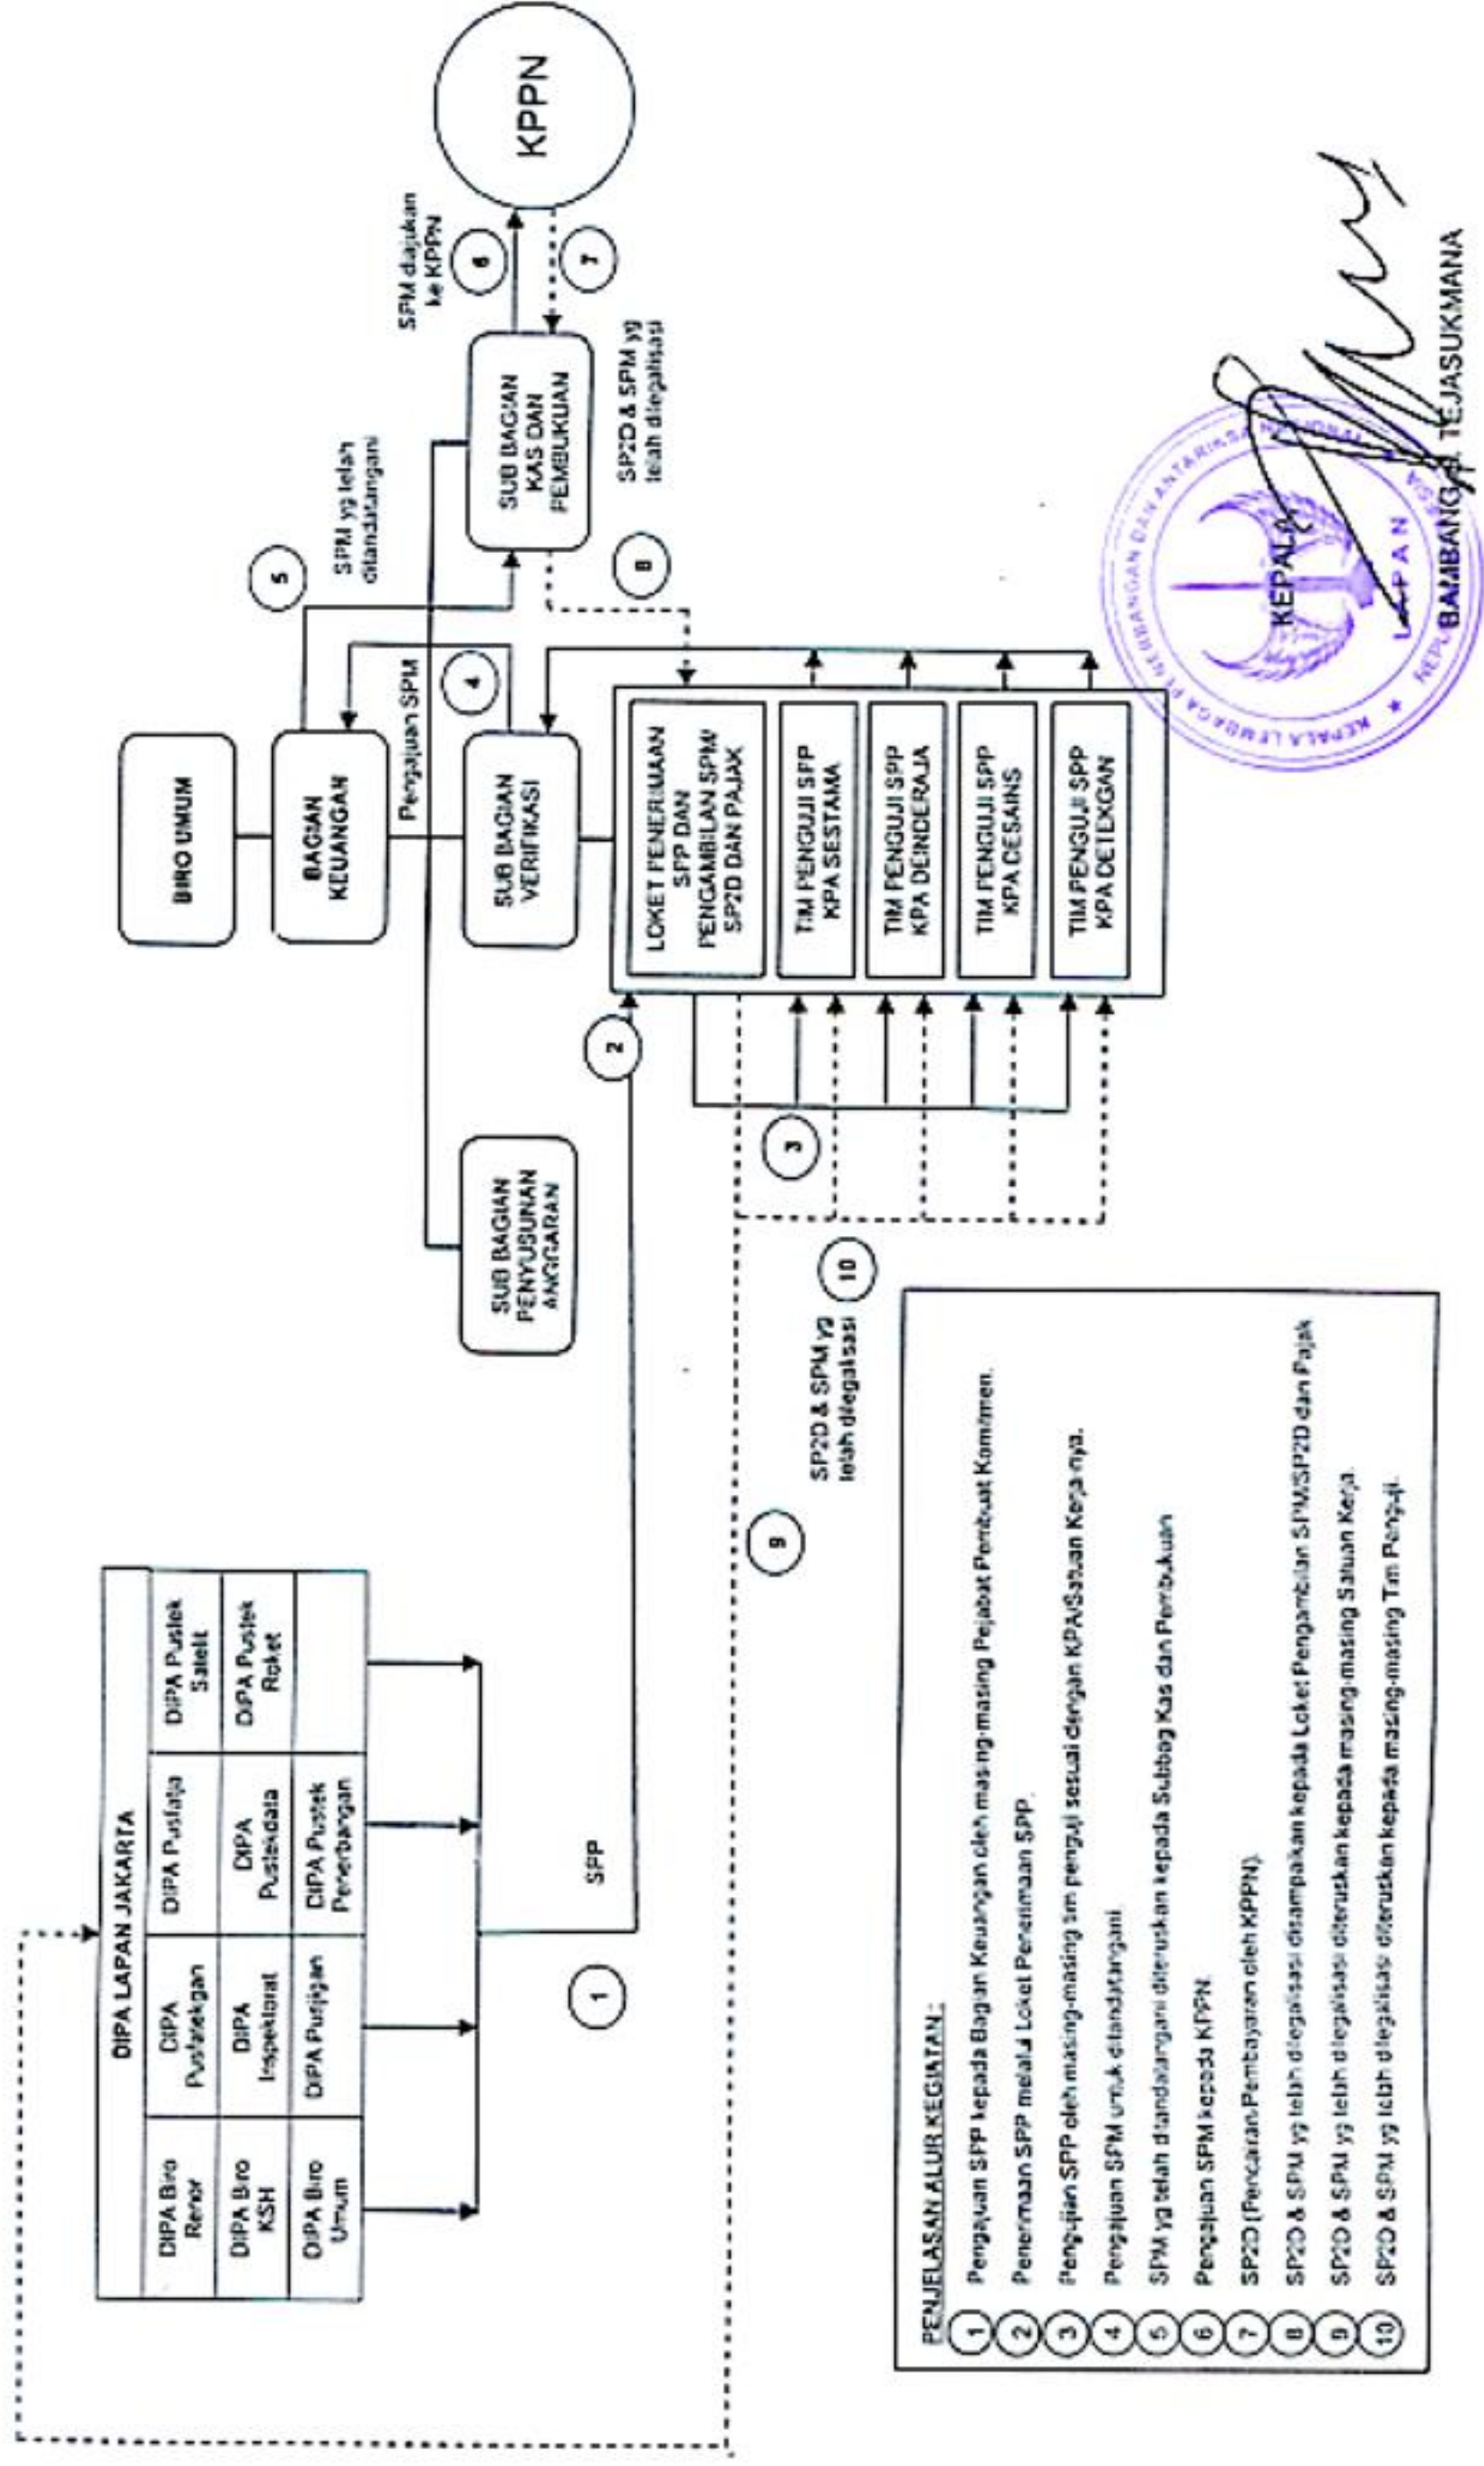 DIPA LAPAN JAKARTA
DIPA Biro
Renor
DIPA
Pusfatekgan
DIPA Pusfatja
DIPA Pustek
Satelit
DIPA Biro
KSH
DIPA
Inspektorat
DIPA
Pustekdata
DIPA Pustek
Roket
DIPA Biro
Umum
DIPA Purjigan
DIPA Pustek
Penerbangan
1
SPP
BIRO UMUM
BAGIAN
KEUANGAN
5
SPM yg telah
ditandatangani
Pengajuan SPM
4
SPM diajukan
ke KPPN
6
KPPN
7
SUB BAGIAN
PENYUSUNAN
ANGGARAN
SUB BAGIAN
VERIFIKASI
SUB BAGIAN
KAS DAN
PEMBUKUAN
SP2D & SPM yg
telah dilegalisasi
8
2
LOKET PENERIMAAN
SPP DAN
PENGAMBILAN SPM/
SP2D DAN PAJAK
TIM PENGUJI SPP
KPA SESTAMA
TIM PENGUJI SPP
KPA DEINDERAJA
TIM PENGUJI SPP
KPA DESAINS
TIM PENGUJI SPP
KPA DETEKGAN
3
9
SP2D & SPM yg
telah dilegalisasi
10
PENJELASAN ALUR KEGIATAN :
1 Pengajuan SPP kepada Bagian Keuangan oleh masing-masing Pejabat Pembuat Komitmen.
2 Penerimaan SPP melalui Loket Penerimaan SPP.
3 Pengujian SPP oleh masing-masing tim penguji sesuai dengan KPA/Satuan Kerja-nya.
4 Pengajuan SPM untuk ditandatangani.
5 SPM yg telah ditandatangani diteruskan kepada Subbag Kas dan Pembukuan
6 Pengajuan SPM kepada KPPN.
7 SP2D (Pencairan/Pembayaran oleh KPPN).
8 SP2D & SPM yg telah dilegalisasi disampaikan kepada Loket Pengambilan SPM/SP2D dan Pajak
9 SP2D & SPM yg telah dilegalisasi diteruskan kepada masing-masing Satuan Kerja.
10 SP2D & SPM yg telah dilegalisasi diteruskan kepada masing-masing Tim Penguji.
KEPALA
KEPALA LEMBAGA PENERBANGAN DAN ANTARIKSA NASIONAL
LAPAN
BAMBANG S. TEJASUKMANA